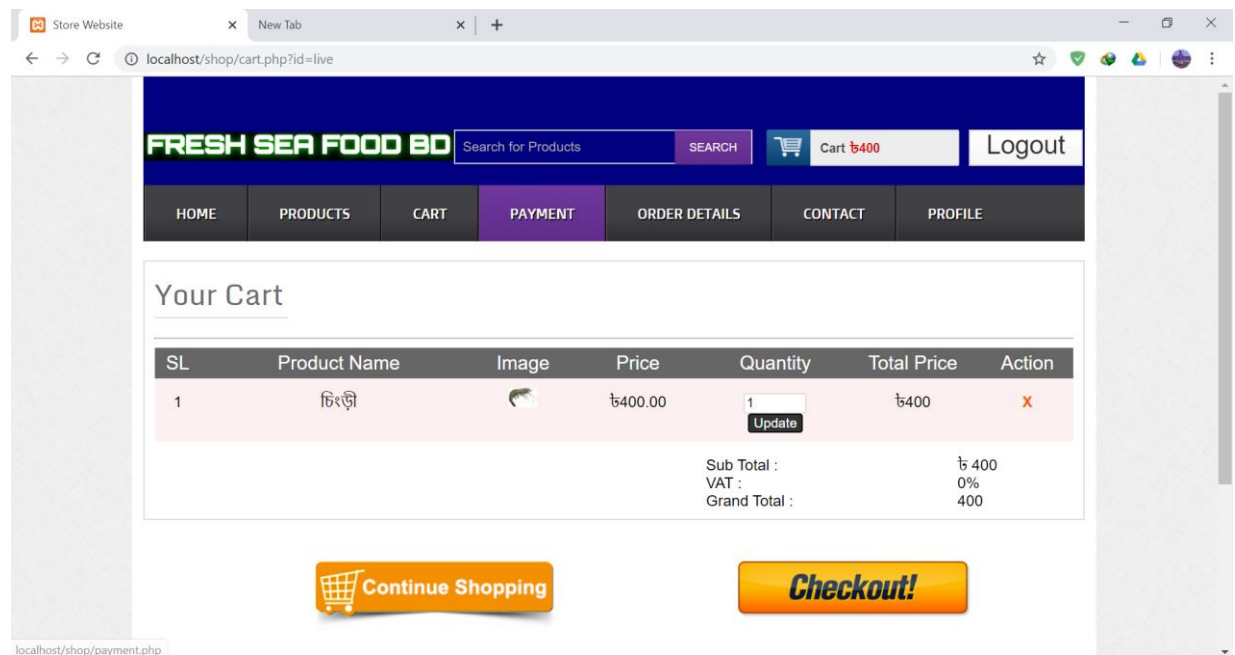 Store Website
New Tab
localhost/shop/cart.php?id=live
FRESH SEA FOOD BD
Search for Products
SEARCH
Cart ৳400
Logout
HOME PRODUCTS CART PAYMENT ORDER DETAILS CONTACT PROFILE
Your Cart
SL Product Name Image Price Quantity Total Price Action
1 চিংড়ী ৳400.00 1 ৳400 X
Update
Sub Total : ৳ 400
VAT : 0%
Grand Total : 400
Continue Shopping
Checkout!
localhost/shop/payment.php